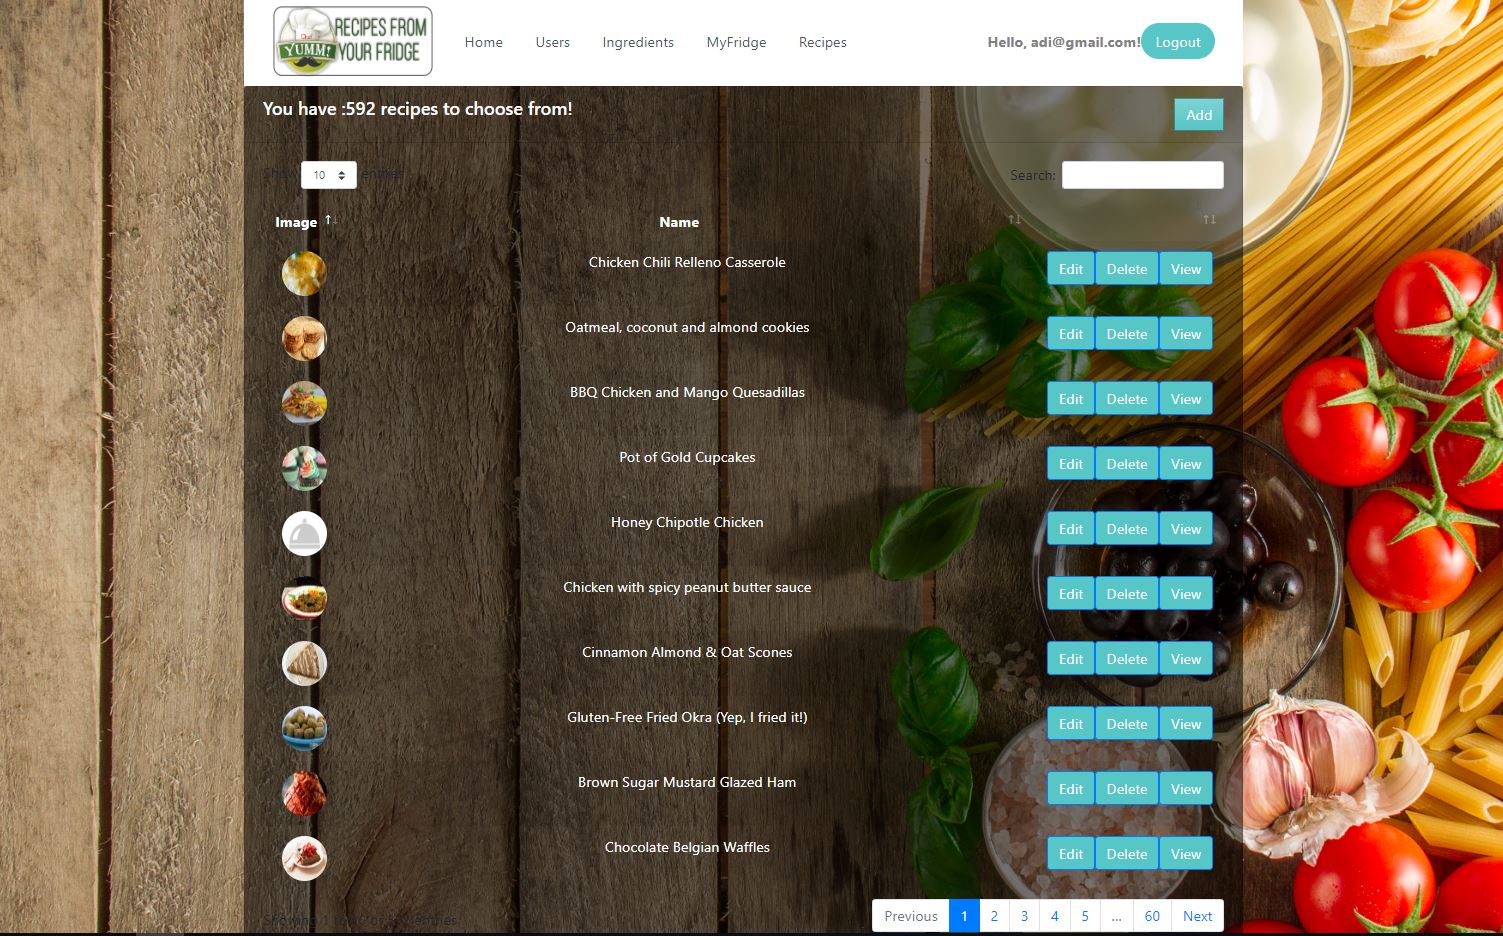 Chef
YUMM!
RECIPES FROM
YOUR FRIDGE
Home Users Ingredients MyFridge Recipes Hello, adi@gmail.com! Logout
You have :592 recipes to choose from!
Add
Show 10 entries
Search:
Image Name
Chicken Chili Relleno Casserole Edit Delete View
Oatmeal, coconut and almond cookies Edit Delete View
BBQ Chicken and Mango Quesadillas Edit Delete View
Pot of Gold Cupcakes Edit Delete View
Honey Chipotle Chicken Edit Delete View
Chicken with spicy peanut butter sauce Edit Delete View
Cinnamon Almond & Oat Scones Edit Delete View
Gluten-Free Fried Okra (Yep, I fried it!) Edit Delete View
Brown Sugar Mustard Glazed Ham Edit Delete View
Chocolate Belgian Waffles Edit Delete View
Showing 1 to 10 of 592 entries
Previous 1 2 3 4 5 ... 60 Next